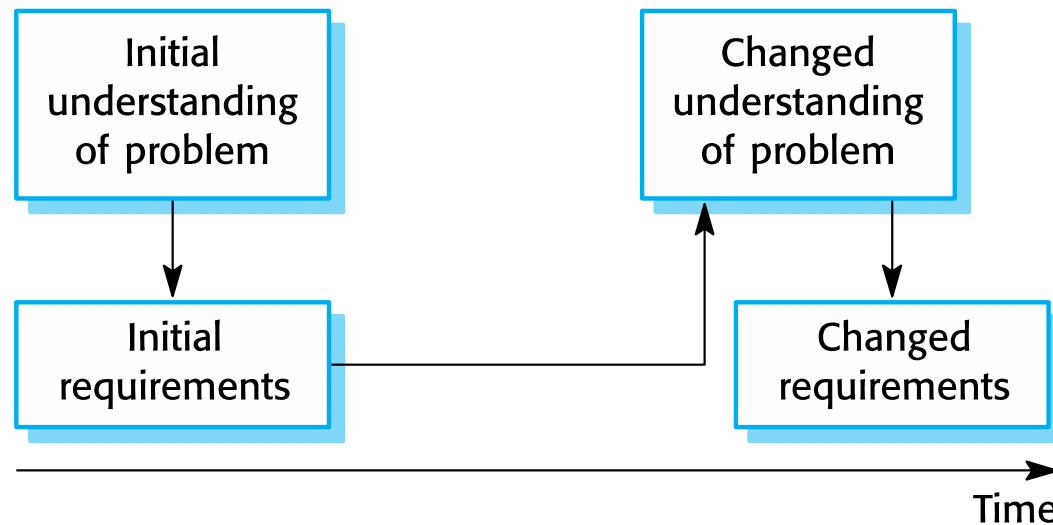 Initial
understanding
of problem
Changed
understanding
of problem
Initial
requirements
Changed
requirements
Time